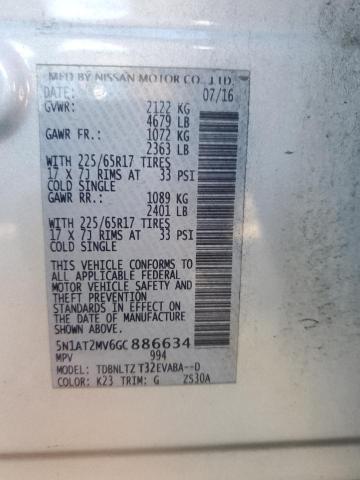 MFD BY NISSAN MOTOR CO., LTD.
DATE: 07/16
GVWR: 2122 KG
4679 LB
GAWR FR.: 1072 KG
2363 LB
WITH 225/65R17 TIRES
17 X 7J RIMS AT 33 PSI
COLD SINGLE
GAWR RR.: 1089 KG
2401 LB
WITH 225/65R17 TIRES
17 X 7J RIMS AT 33 PSI
COLD SINGLE
THIS VEHICLE CONFORMS TO
ALL APPLICABLE FEDERAL
MOTOR VEHICLE SAFETY AND
THEFT PREVENTION
STANDARDS IN EFFECT ON
THE DATE OF MANUFACTURE
SHOWN ABOVE.
5N1AT2MV6GC886634
MPV 994
MODEL: TDBNLTZ T32EVABA--D
COLOR: K23 TRIM: G ZS30A